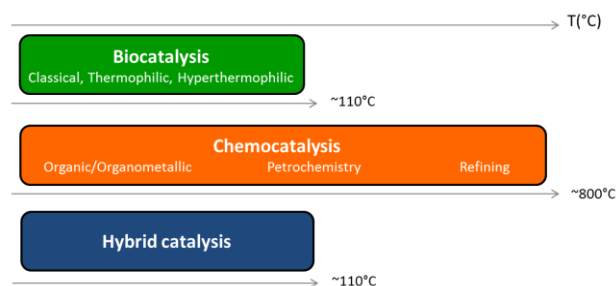 T(°C)
Biocatalysis
Classical, Thermophilic, Hyperthermophilic
~110°C
Chemocatalysis
Organic/Organometallic Petrochemistry Refining
~800°C
Hybrid catalysis
~110°C